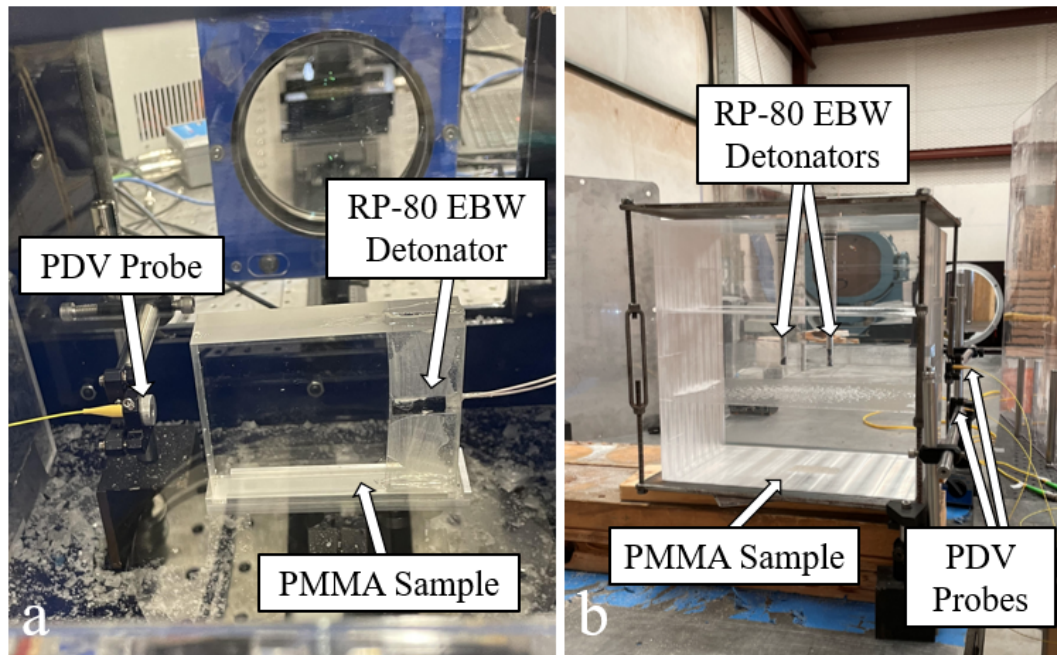 RP-80 EBW
Detonator
PDV Probe
PMMA Sample
a
RP-80 EBW
Detonators
PMMA Sample
PDV
Probes
b